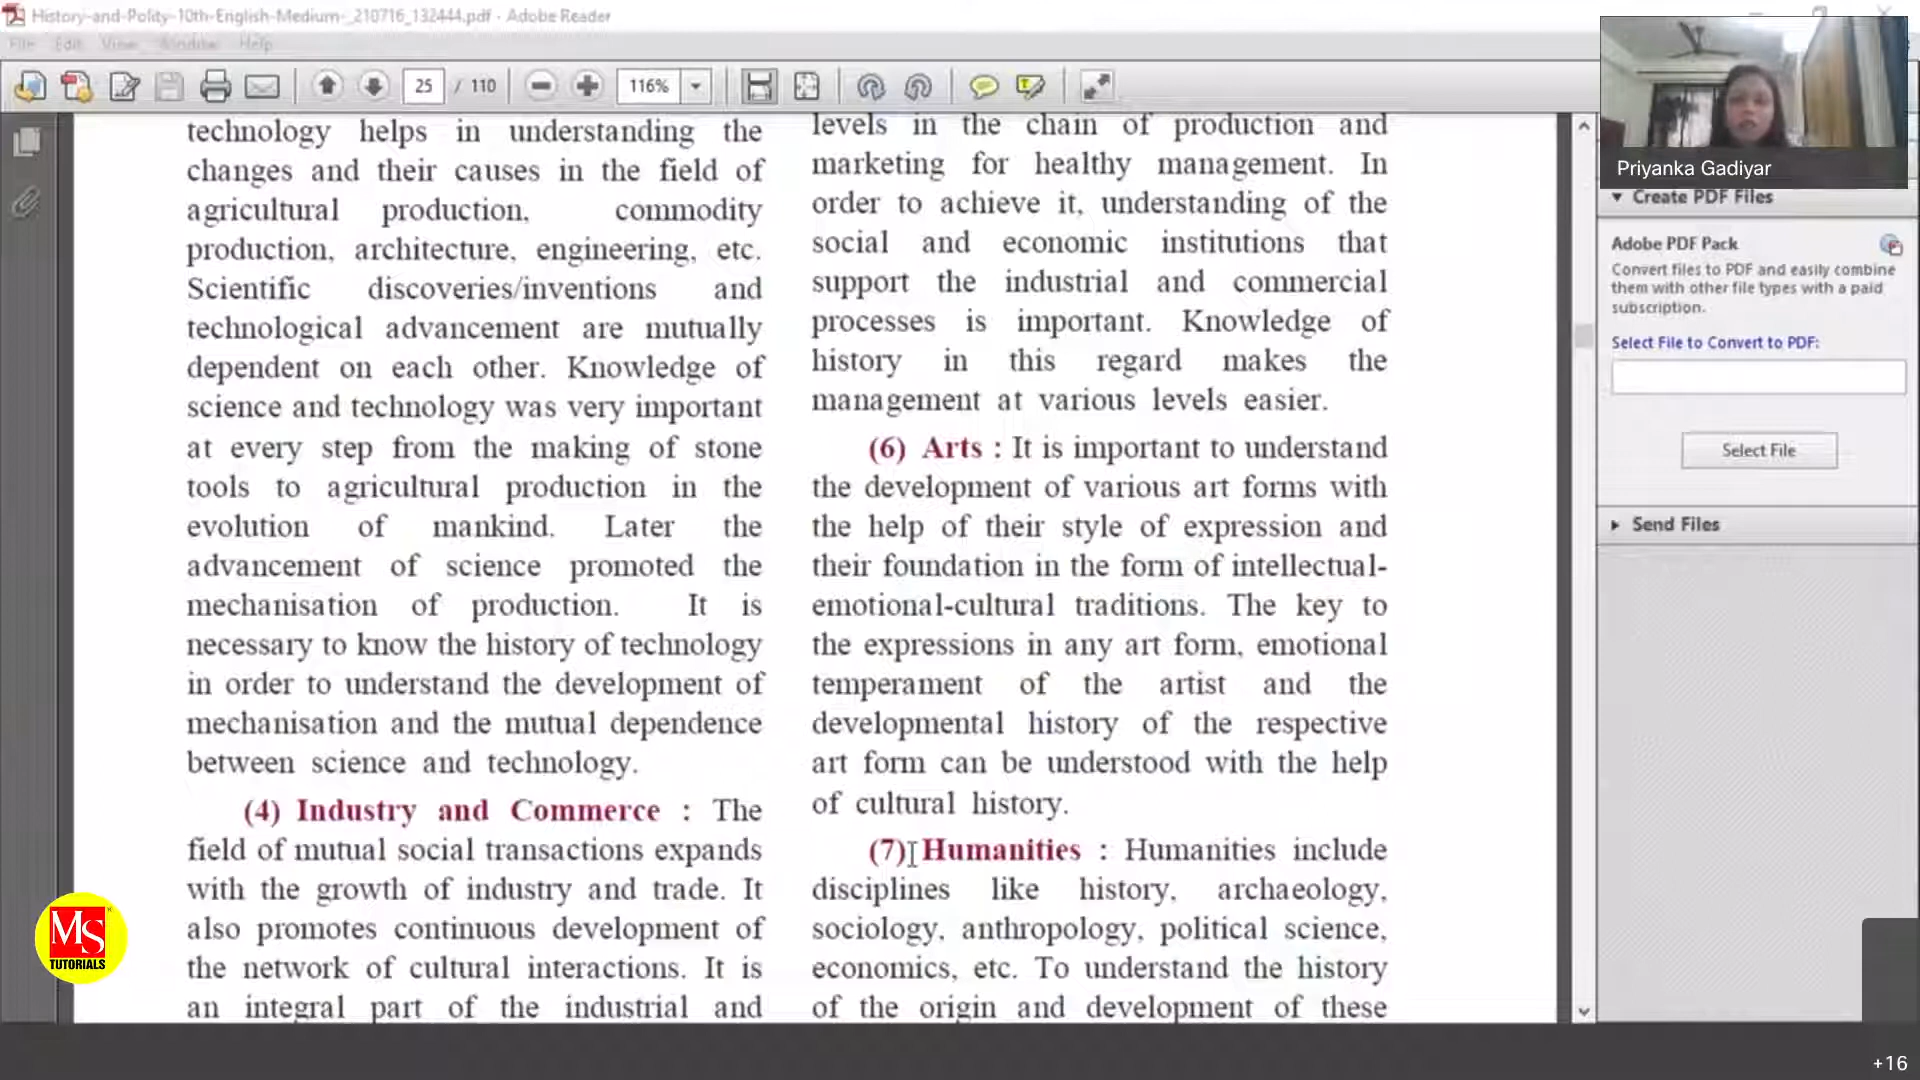 History-and-Polity-10th-English-Medium-_210716_132444.pdf - Adobe Reader
File Edit View Window Help
25 / 110
116%
technology helps in understanding the
changes and their causes in the field of
agricultural production, commodity
production, architecture, engineering, etc.
Scientific discoveries/inventions and
technological advancement are mutually
dependent on each other. Knowledge of
science and technology was very important
at every step from the making of stone
tools to agricultural production in the
evolution of mankind. Later the
advancement of science promoted the
mechanisation of production. It is
necessary to know the history of technology
in order to understand the development of
mechanisation and the mutual dependence
between science and technology.
(4) Industry and Commerce : The
field of mutual social transactions expands
with the growth of industry and trade. It
also promotes continuous development of
the network of cultural interactions. It is
an integral part of the industrial and
levels in the chain of production and
marketing for healthy management. In
order to achieve it, understanding of the
social and economic institutions that
support the industrial and commercial
processes is important. Knowledge of
history in this regard makes the
management at various levels easier.
(6) Arts : It is important to understand
the development of various art forms with
the help of their style of expression and
their foundation in the form of intellectual-
emotional-cultural traditions. The key to
the expressions in any art form, emotional
temperament of the artist and the
developmental history of the respective
art form can be understood with the help
of cultural history.
(7) Humanities : Humanities include
disciplines like history, archaeology,
sociology, anthropology, political science,
economics, etc. To understand the history
of the origin and development of these
Priyanka Gadiyar
Create PDF Files
Adobe PDF Pack
Convert files to PDF and easily combine
them with other file types with a paid
subscription.
Select File to Convert to PDF:
Select File
Send Files
MS
TUTORIALS
+16